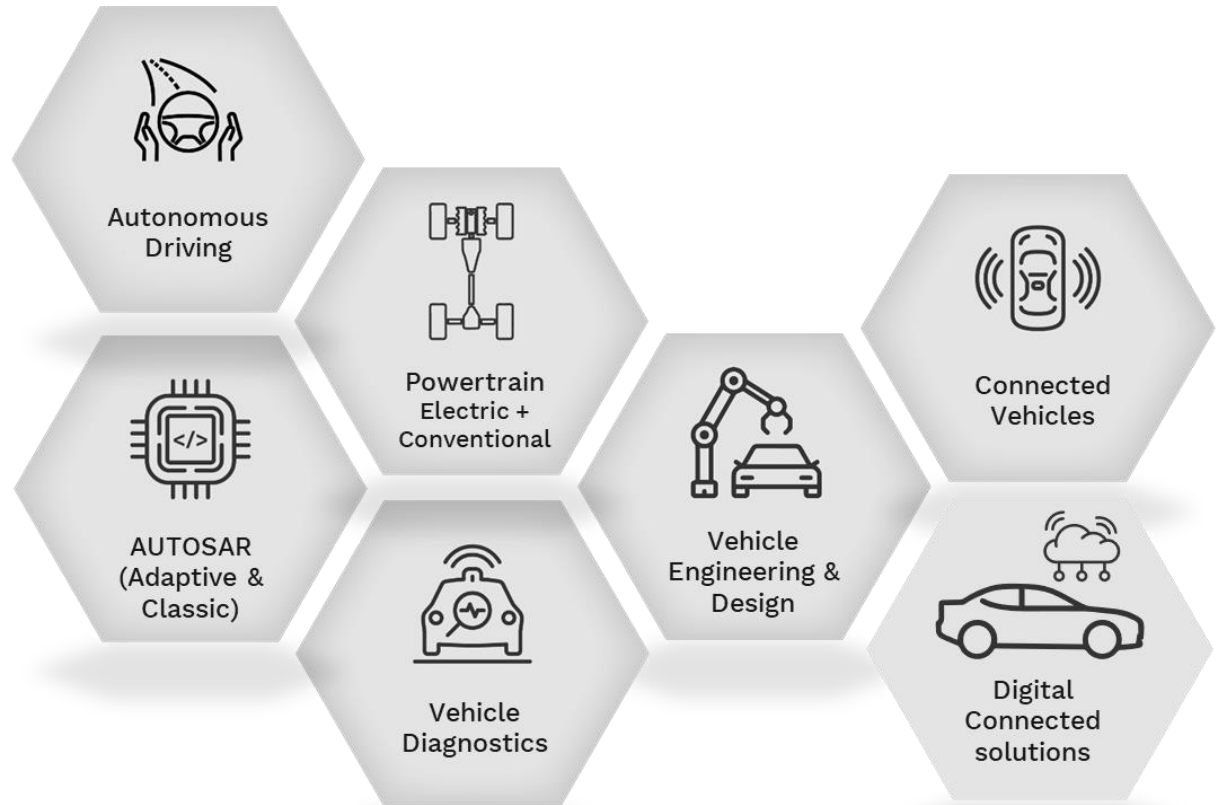 Autonomous
Driving
Powertrain
Electric +
Conventional
Connected
Vehicles
</>
AUTOSAR
(Adaptive &
Classic)
Vehicle
Engineering &
Design
Vehicle
Diagnostics
Digital
Connected
solutions